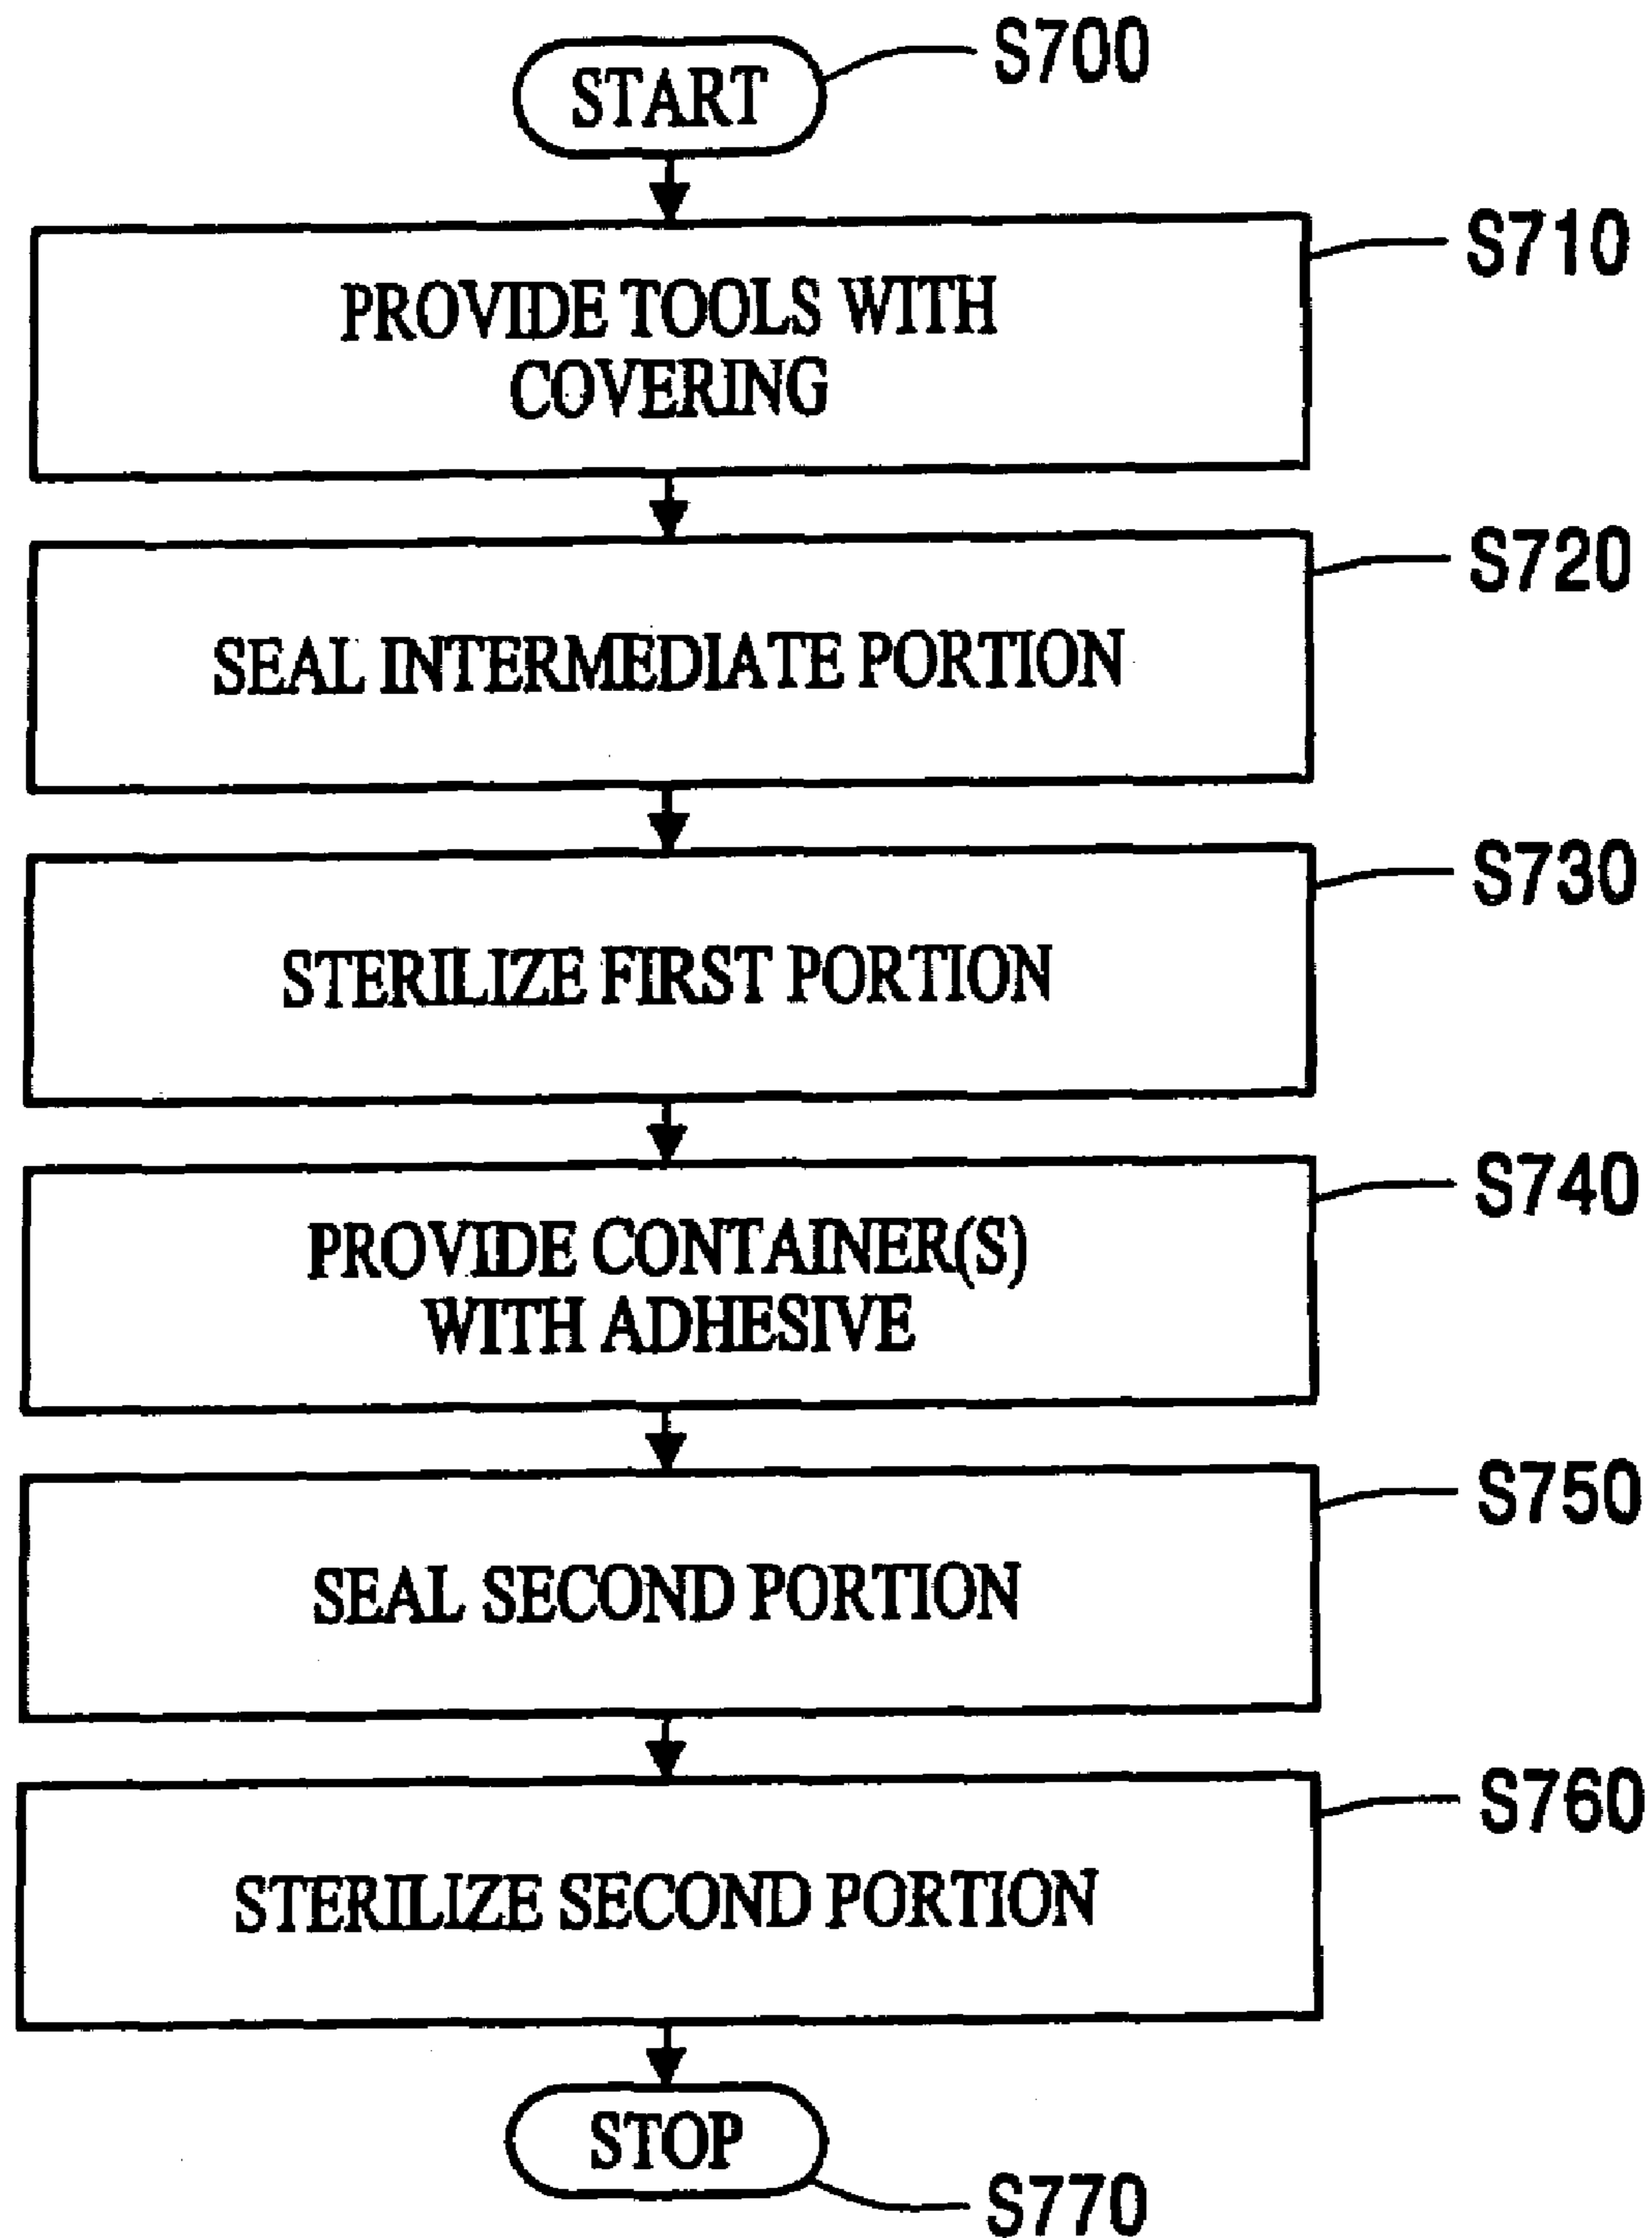 START
S700
S710
PROVIDE TOOLS WITH
COVERING
S720
SEAL INTERMEDIATE PORTION
S730
STERILIZE FIRST PORTION
S740
PROVIDE CONTAINER(S)
WITH ADHESIVE
S750
SEAL SECOND PORTION
S760
STERILIZE SECOND PORTION
STOP
S770